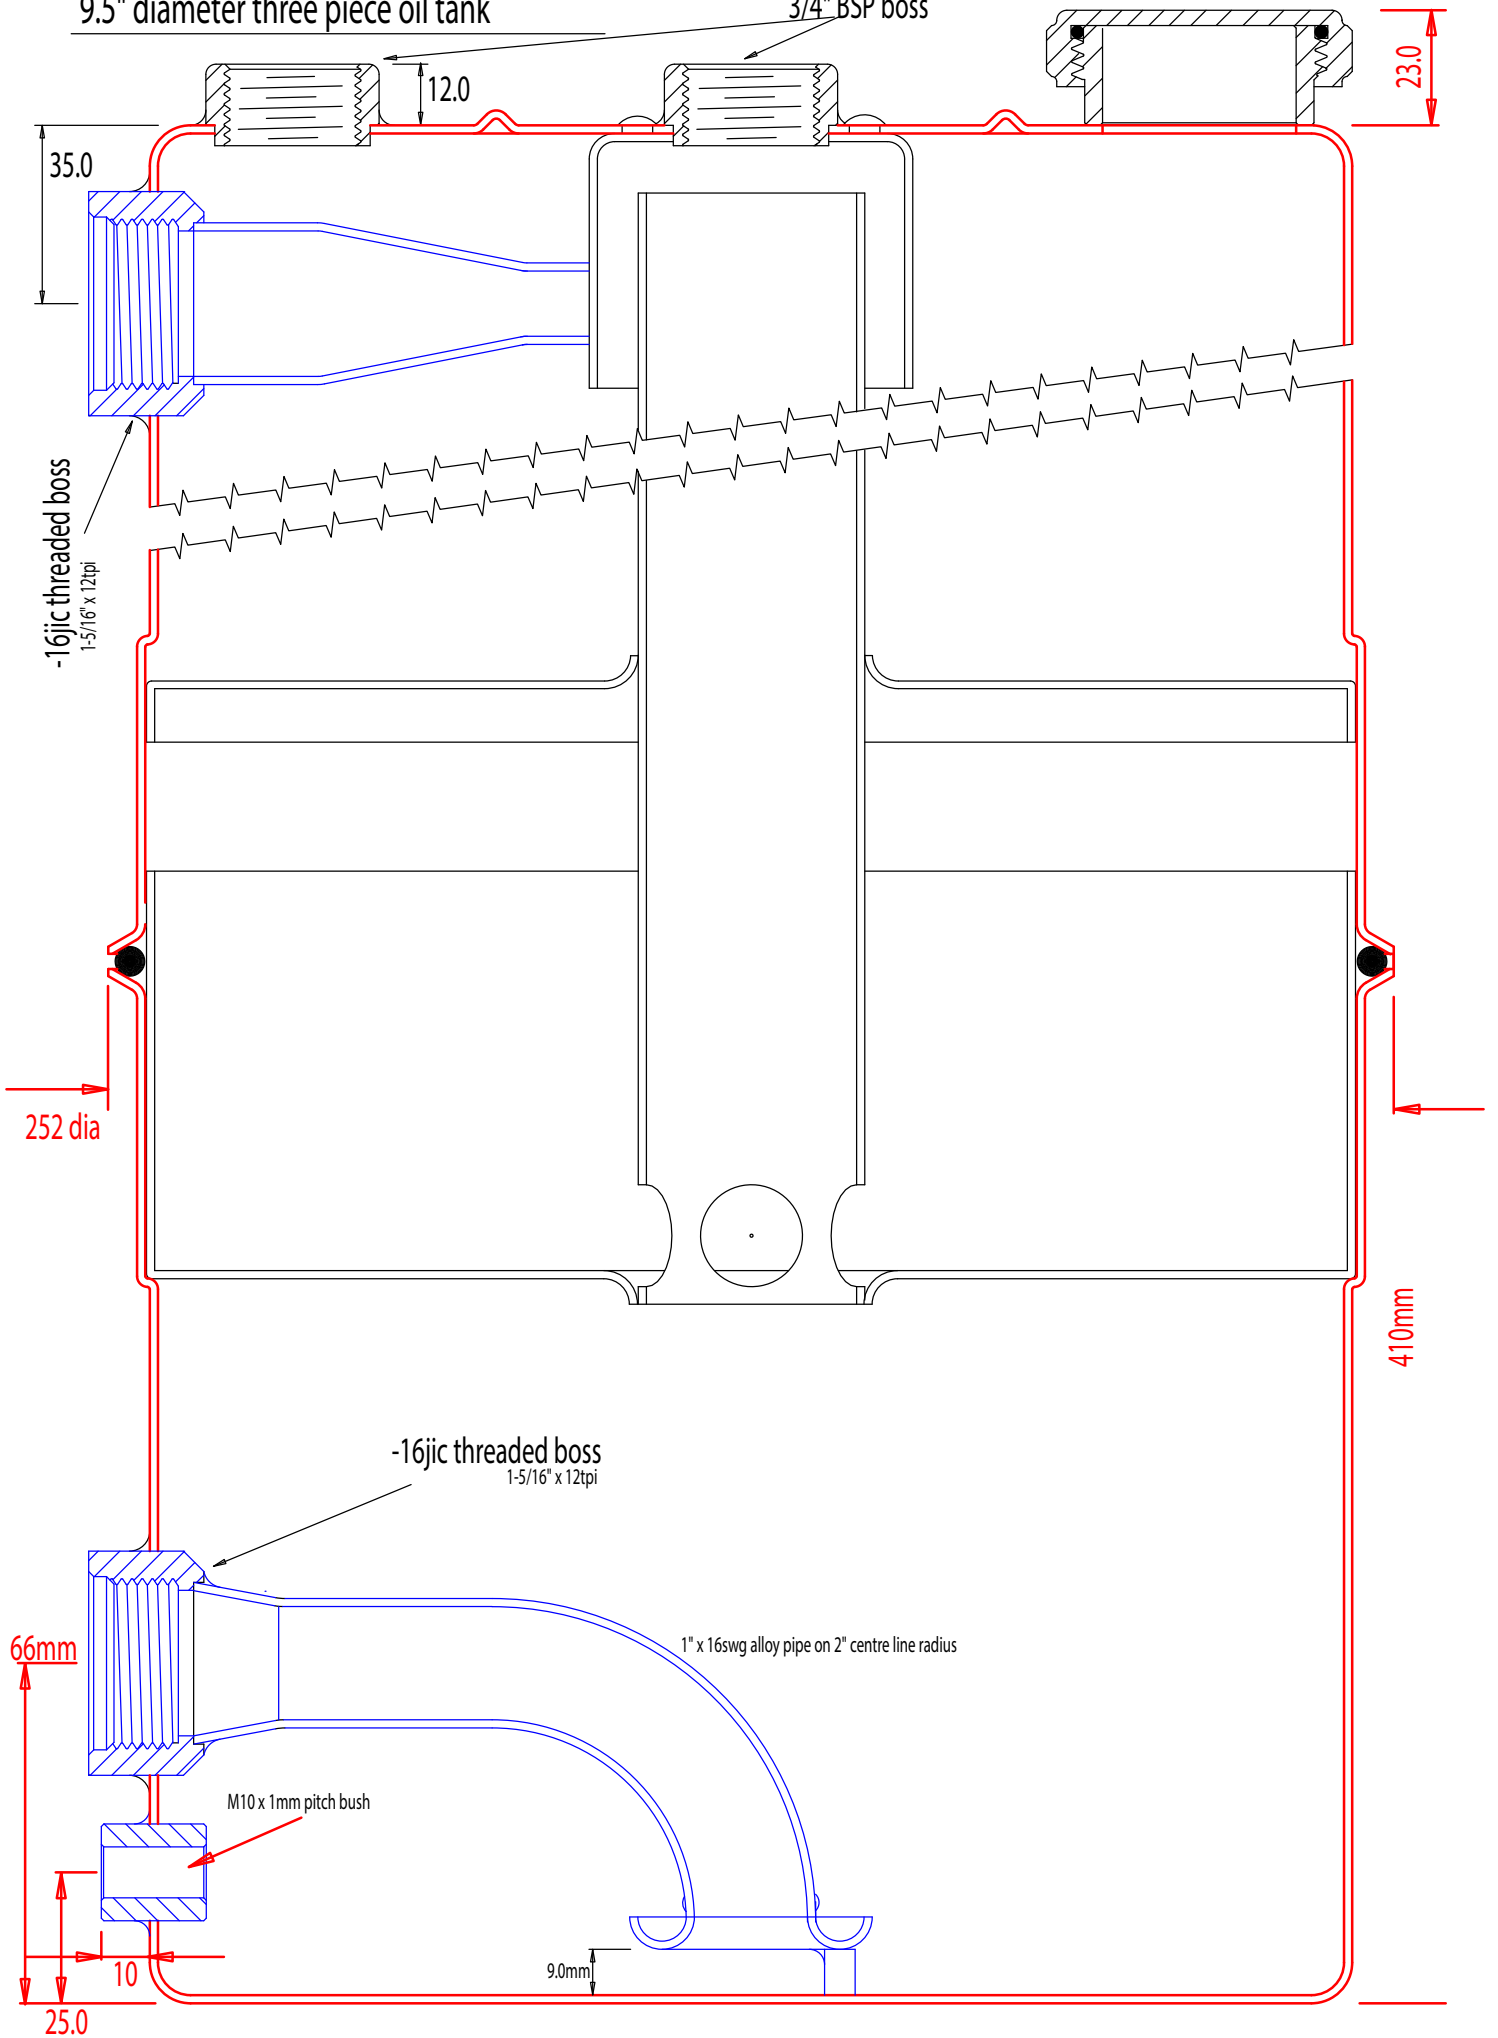 9.5" diameter three piece oil tank
3/4" BSP boss
12.0
23.0
35.0
-16jic threaded boss
1-5/16" x 12tpi
252 dia
410mm
-16jic threaded boss
1-5/16" x 12tpi
66mm
1" x 16swg alloy pipe on 2" centre line radius
M10 x 1mm pitch bush
9.0mm
10
25.0